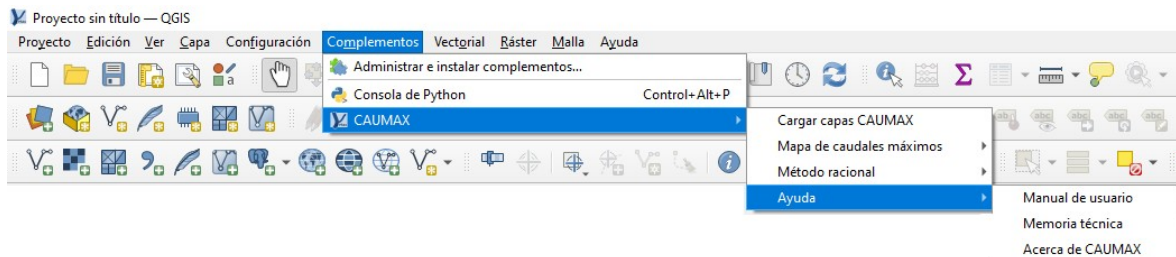 Proyecto sin título — QGIS
Proyecto Edición Ver Capa Configuración Complementos Vectorial Ráster Malla Ayuda
Administrar e instalar complementos...
Consola de Python Control+Alt+P
CAUMAX
Cargar capas CAUMAX
Mapa de caudales máximos
Método racional
Ayuda
Manual de usuario
Memoria técnica
Acerca de CAUMAX